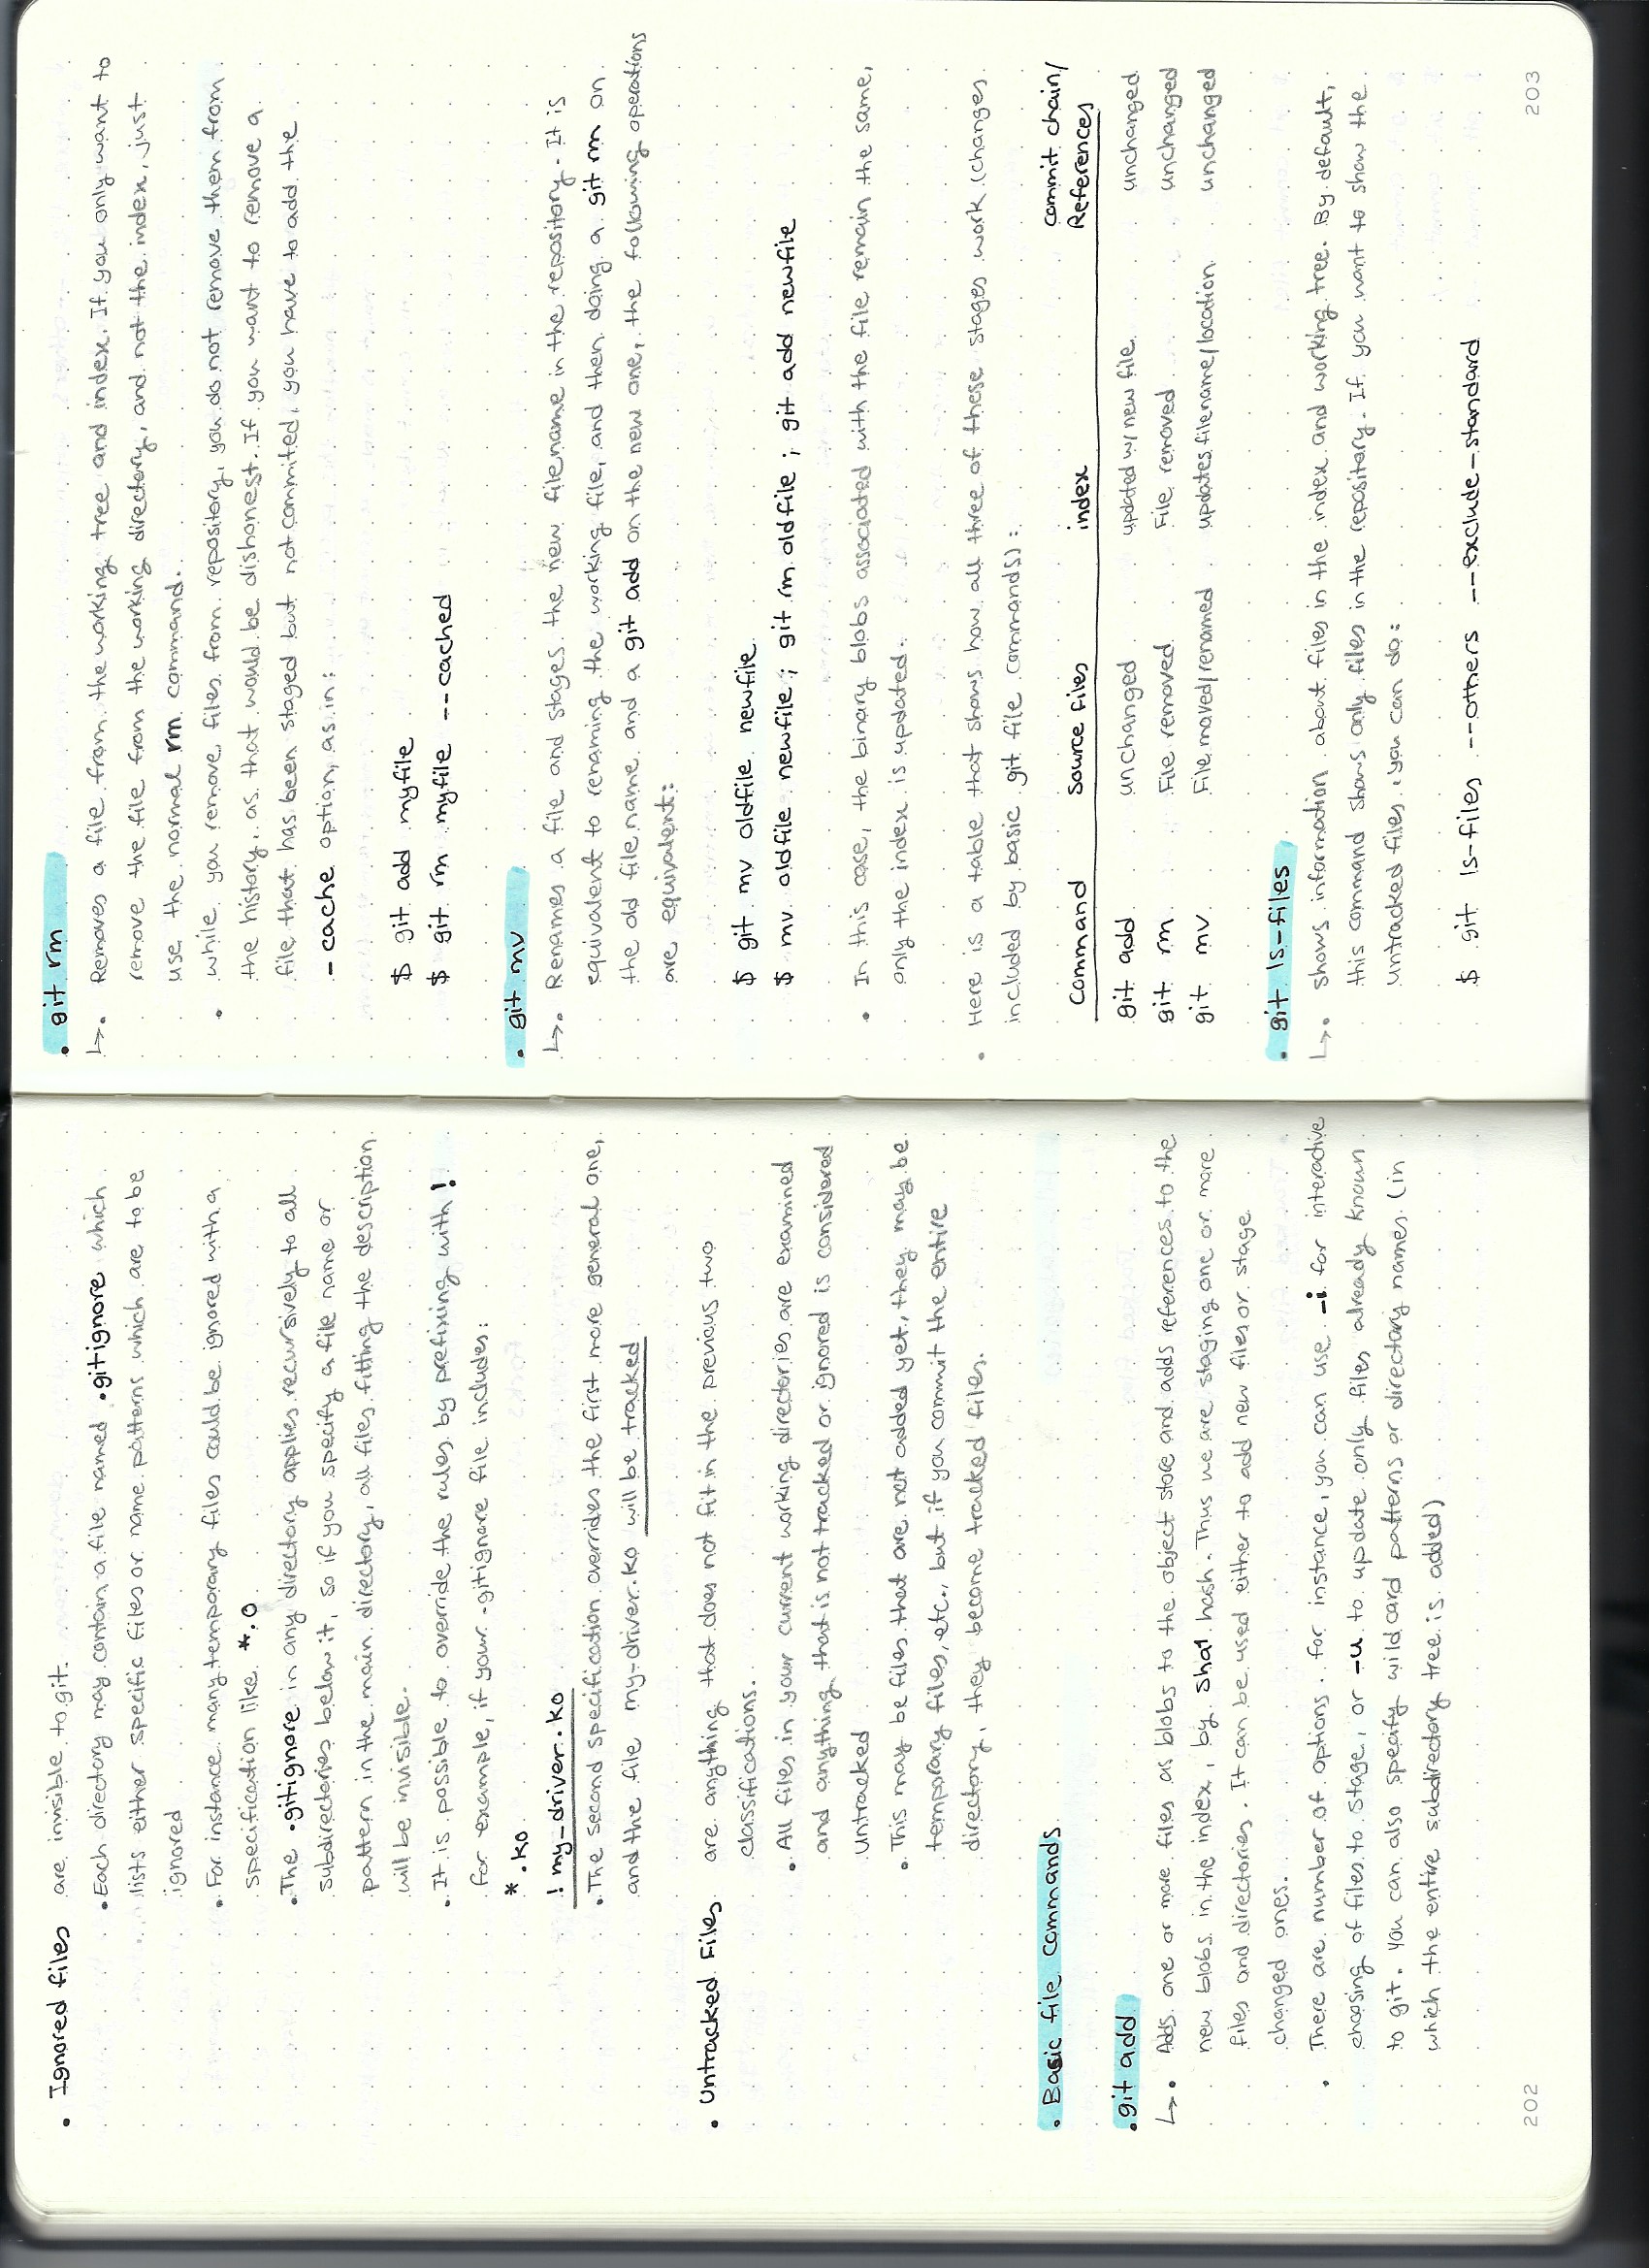 . Ignored files are invisible to git.
. Each directory may contain a file named .gitignore which
lists either specific files or name patterns which are to be
ignored
. For instance many temporary files could be ignored with a
specification like *.o
. The .gitignore in any directory applies recursively to all
subdirectories below it, so if you specify a file name or
pattern in the main directory, all files fitting the description
will be invisible.
. It is possible to override the rules by prefixing with !
for example, if your .gitignore file includes:
*.ko
! my_driver.ko
. The second specification overrides the first more general one,
and the file my-driver.ko will be tracked
. Untracked Files are anything that does not fit in the previous two
classifications.
. All files in your current working directories are examined
and anything that is not tracked or ignored is considered
untracked
. This may be files that are not added yet, they may be
temporary files, etc., but if you commit the entire
directory, they become tracked files.
. Basic file commands
. git add
↳. Adds one or more files as blobs to the object store and adds references to the
new blobs in the index, by sha1 hash. Thus we are staging one or more
files and directories. It can be used either to add new files or stage
changed ones.
. There are number of options. for instance, you can use -i for interactive
choosing of files to stage, or -u to update only files already known
to git. You can also specify wildcard patterns or directory names. (in
which the entire subdirectory tree is added)
202
. git rm
↳. Removes a file from the working tree and index. If you only want to
remove the file from the working directory, and not the index, just
use the normal rm command.
. while you remove files from repository, you do not remove them from
the history, as that would be dishonest. If you want to remove a
file that has been staged but not commited, you have to add the
- cache option, as in:
$ git add myfile
$ git rm myfile --cached
. git mv
↳. Renames a file and stages the new filename in the repository. It is
equivalent to renaming the working file, and then doing a git rm on
the old file name and a git add on the new one, the following operations
are equivalent:
$ git mv oldfile newfile
$ mv oldfile newfile; git rm oldfile; git add newfile
. In this case, the binary blobs associated with the file remain the same,
only the index is updated.
. Here is a table that shows how all three of these stages work (changes
included by basic git file commands):
Command Source files index commit chain/
References
git add unchanged updated w/ new file unchanged
git rm File removed File removed unchanged
git mv File moved/renamed updates filename/location unchanged
. git ls-files
↳. shows information about files in the index and working tree. By default,
this command shows only files in the repository. If you want to show the
untracked files, you can do:
$ git ls-files --others --exclude-standard
203